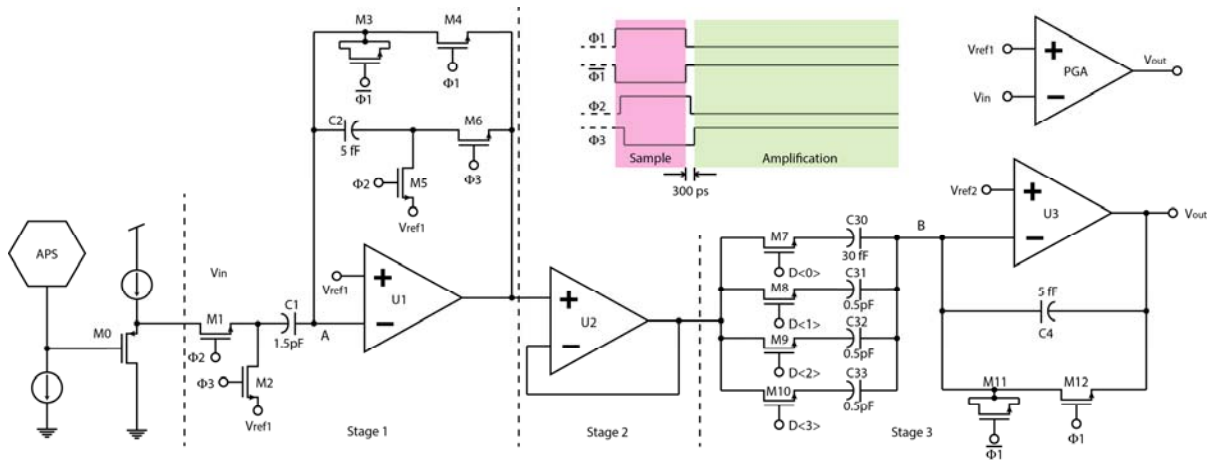 M3
M4
Φ1
Φ1
C2
5 fF
M6
Φ2
M5
Φ3
Vref1
APS
M0
Vin
M1
Φ2
Φ3
M2
Vref1
C1
1.5pF
A
Vref1
+
U1
−
Stage 1
+
U2
−
Stage 2
Φ1
Φ1
Φ2
Φ3
Sample
Amplification
300 ps
Vref1
Vin
+
PGA
−
Vout
M7
D<0>
C30
30 fF
M8
D<1>
C31
0.5pF
M9
D<2>
C32
0.5pF
M10
D<3>
C33
0.5pF
B
Vref2
+
U3
−
Vout
5 fF
C4
M11
M12
Φ1
Φ1
Stage 3